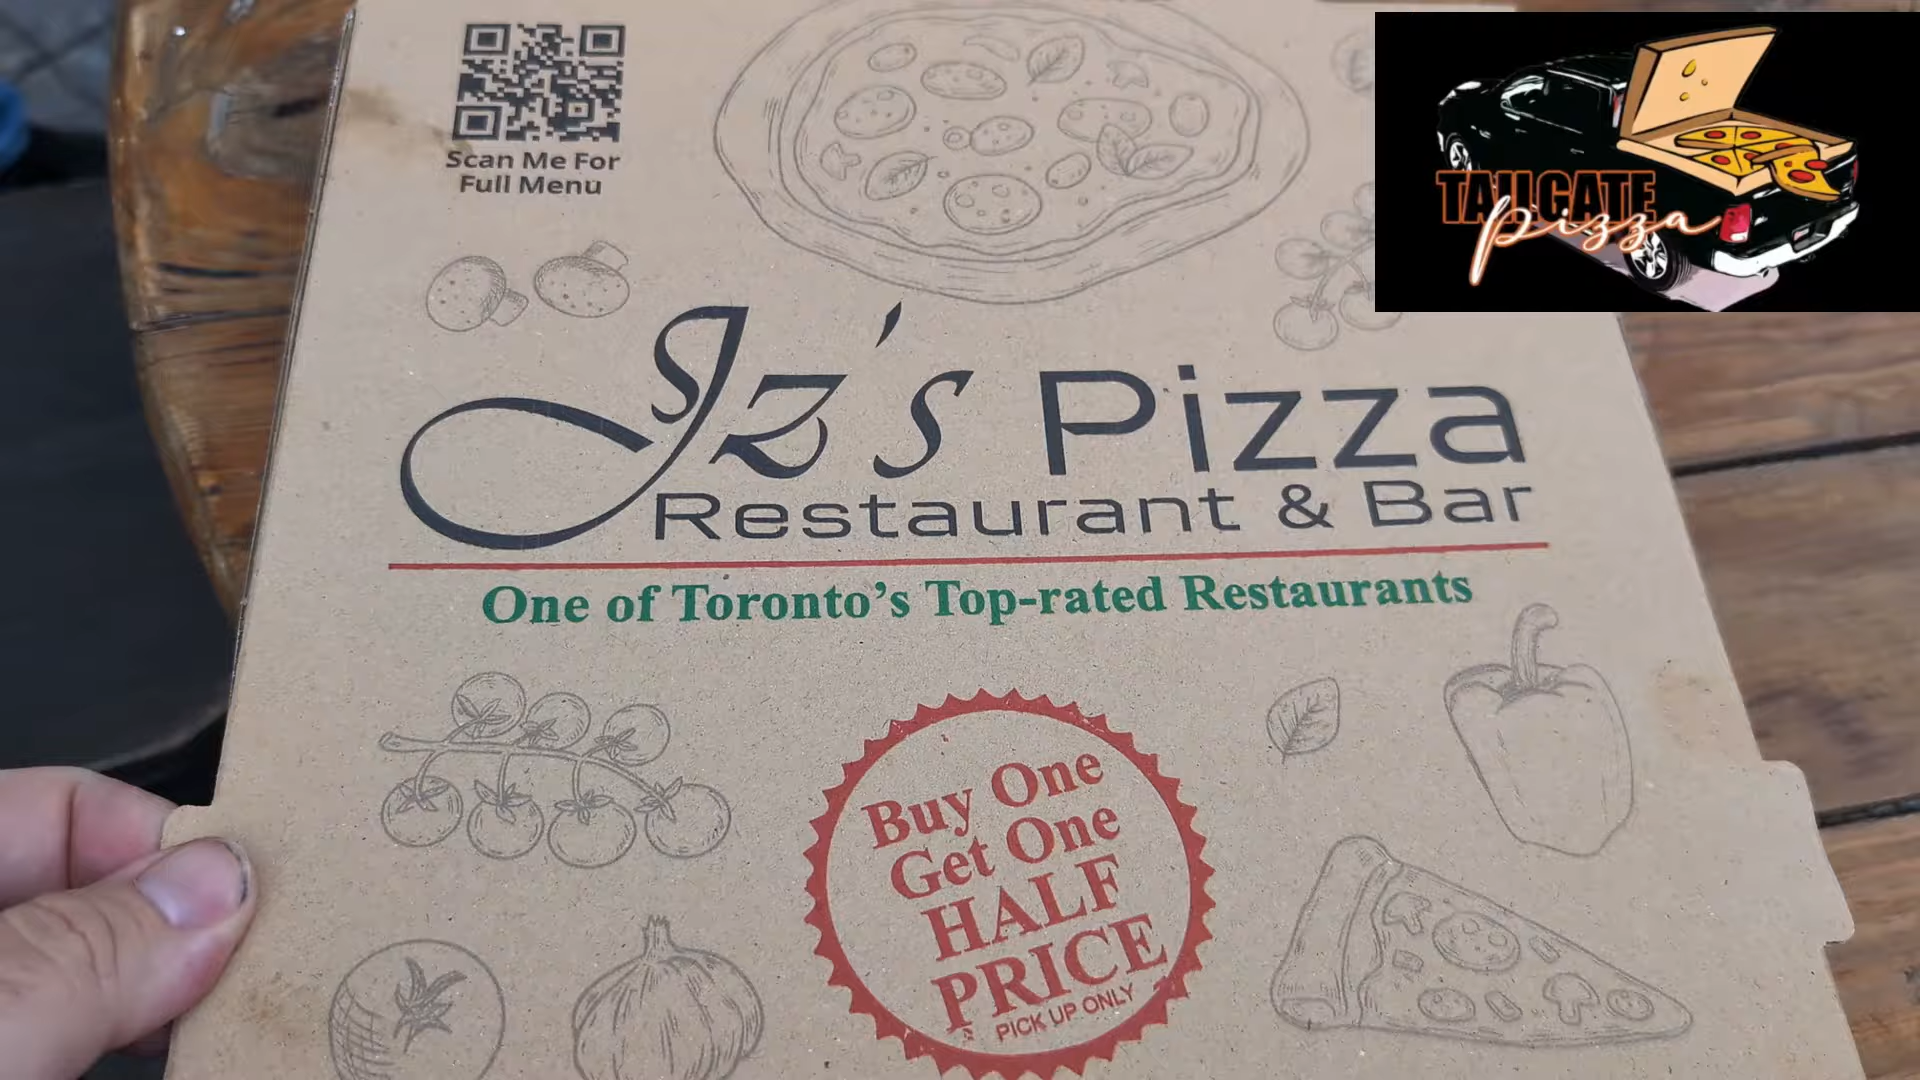 Scan Me For
Full Menu
TAILGATE
Pizza
Jz's Pizza
Restaurant & Bar
One of Toronto's Top-rated Restaurants
Buy One
Get One
HALF
PRICE
PICK UP ONLY